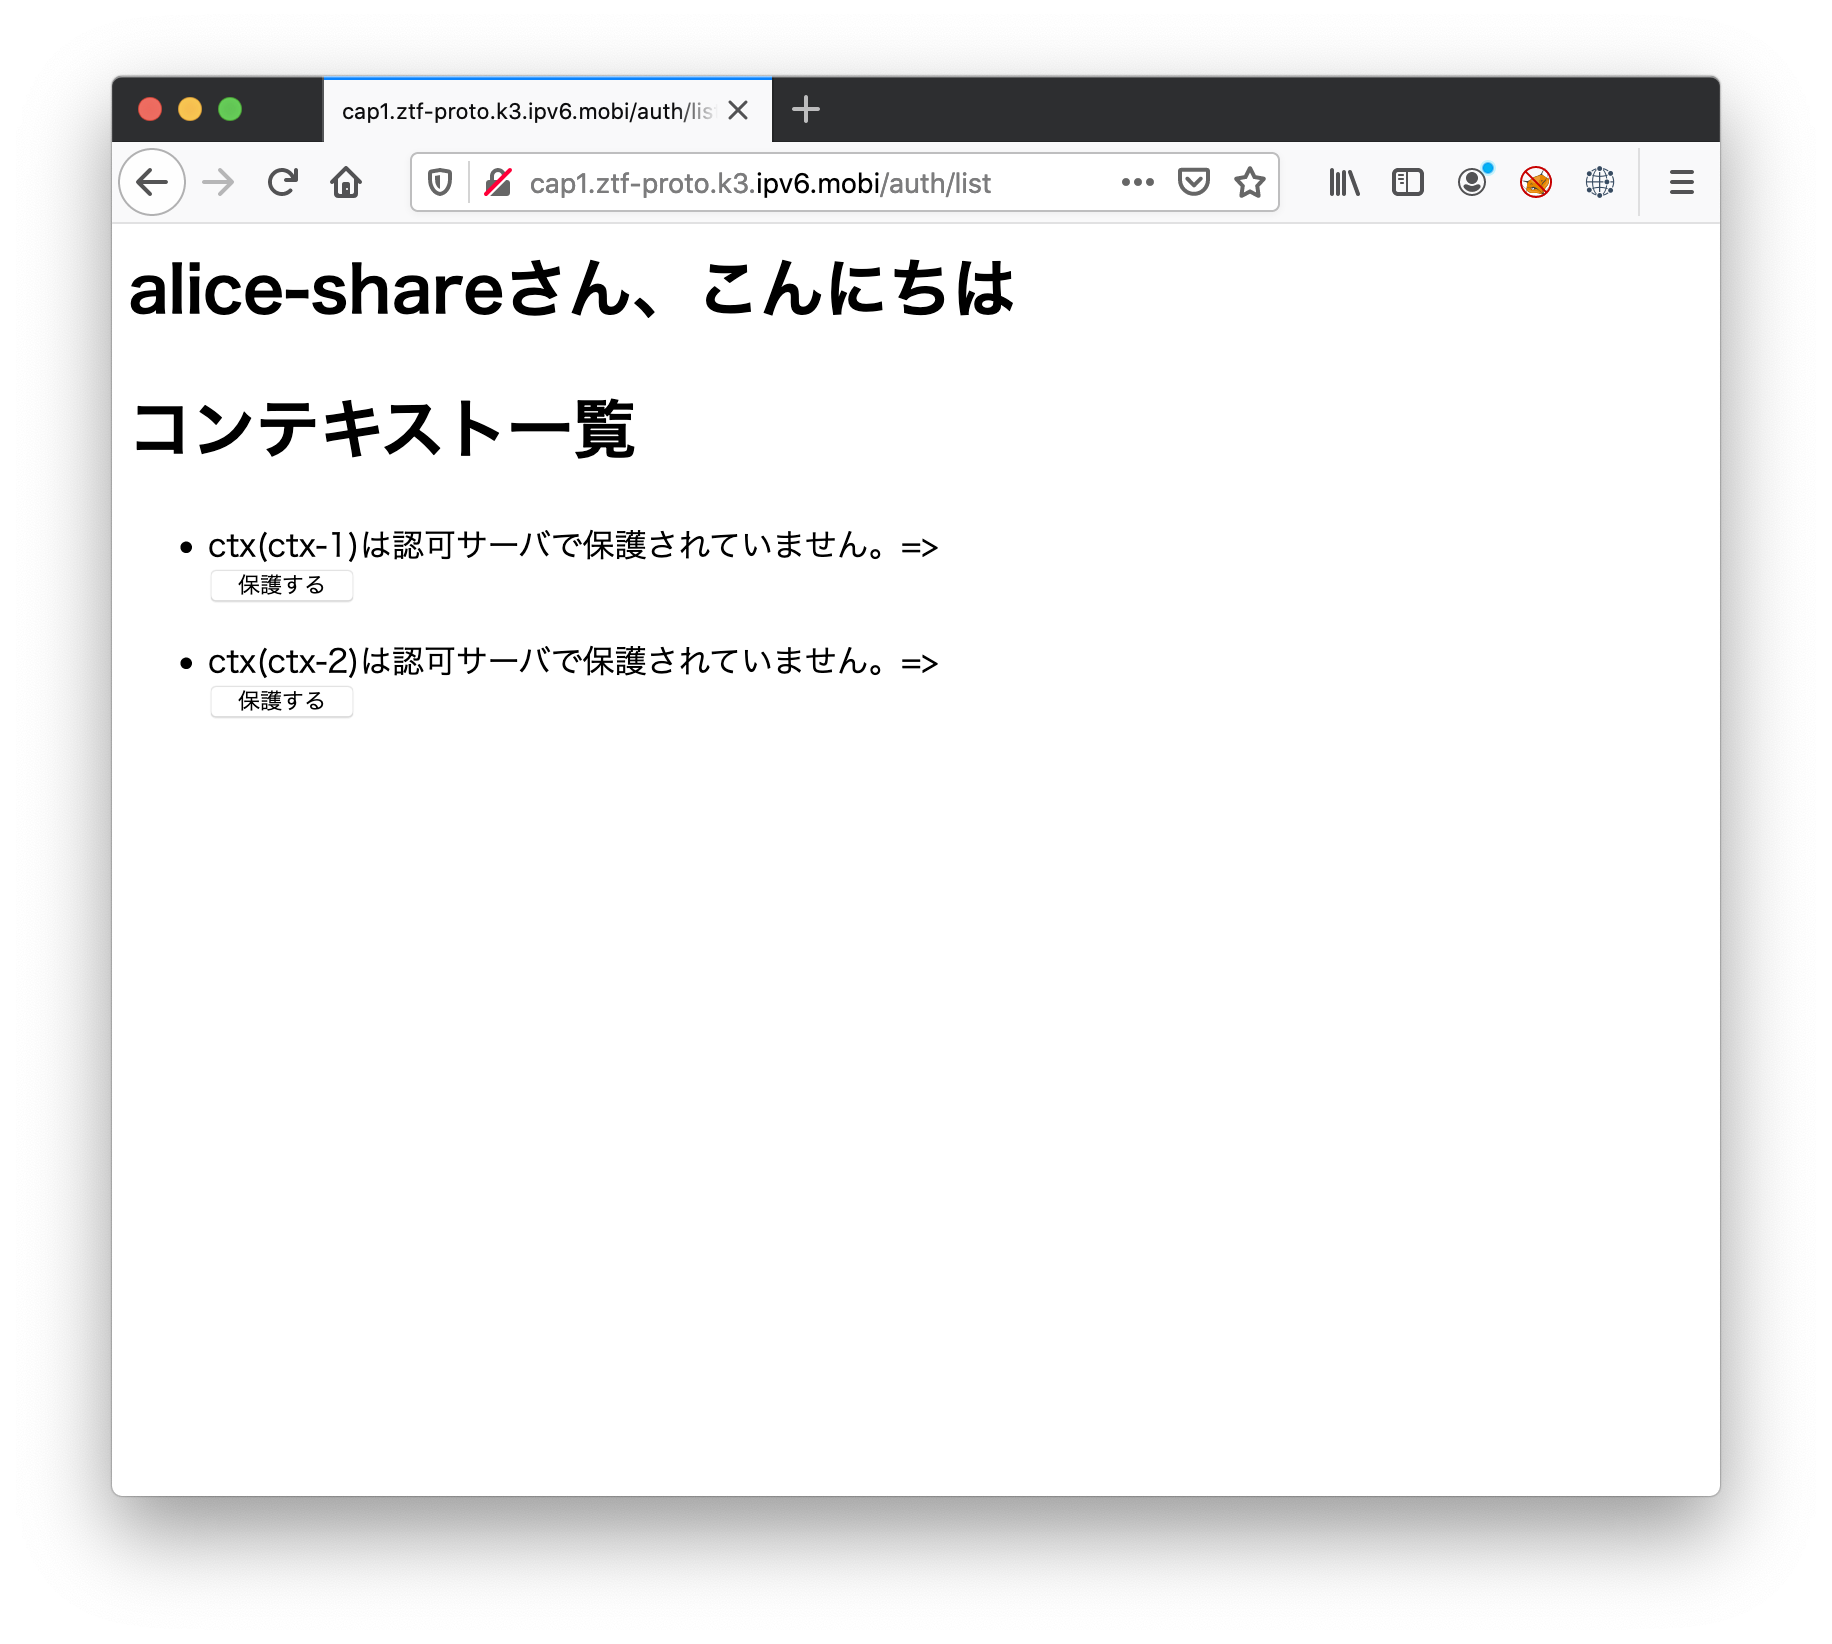 cap1.ztf-proto.k3.ipv6.mobi/auth/lis
cap1.ztf-proto.k3.ipv6.mobi/auth/list
alice-shareさん、こんにちは
コンテキスト一覧
ctx(ctx-1)は認可サーバで保護されていません。=>
保護する
ctx(ctx-2)は認可サーバで保護されていません。=>
保護する